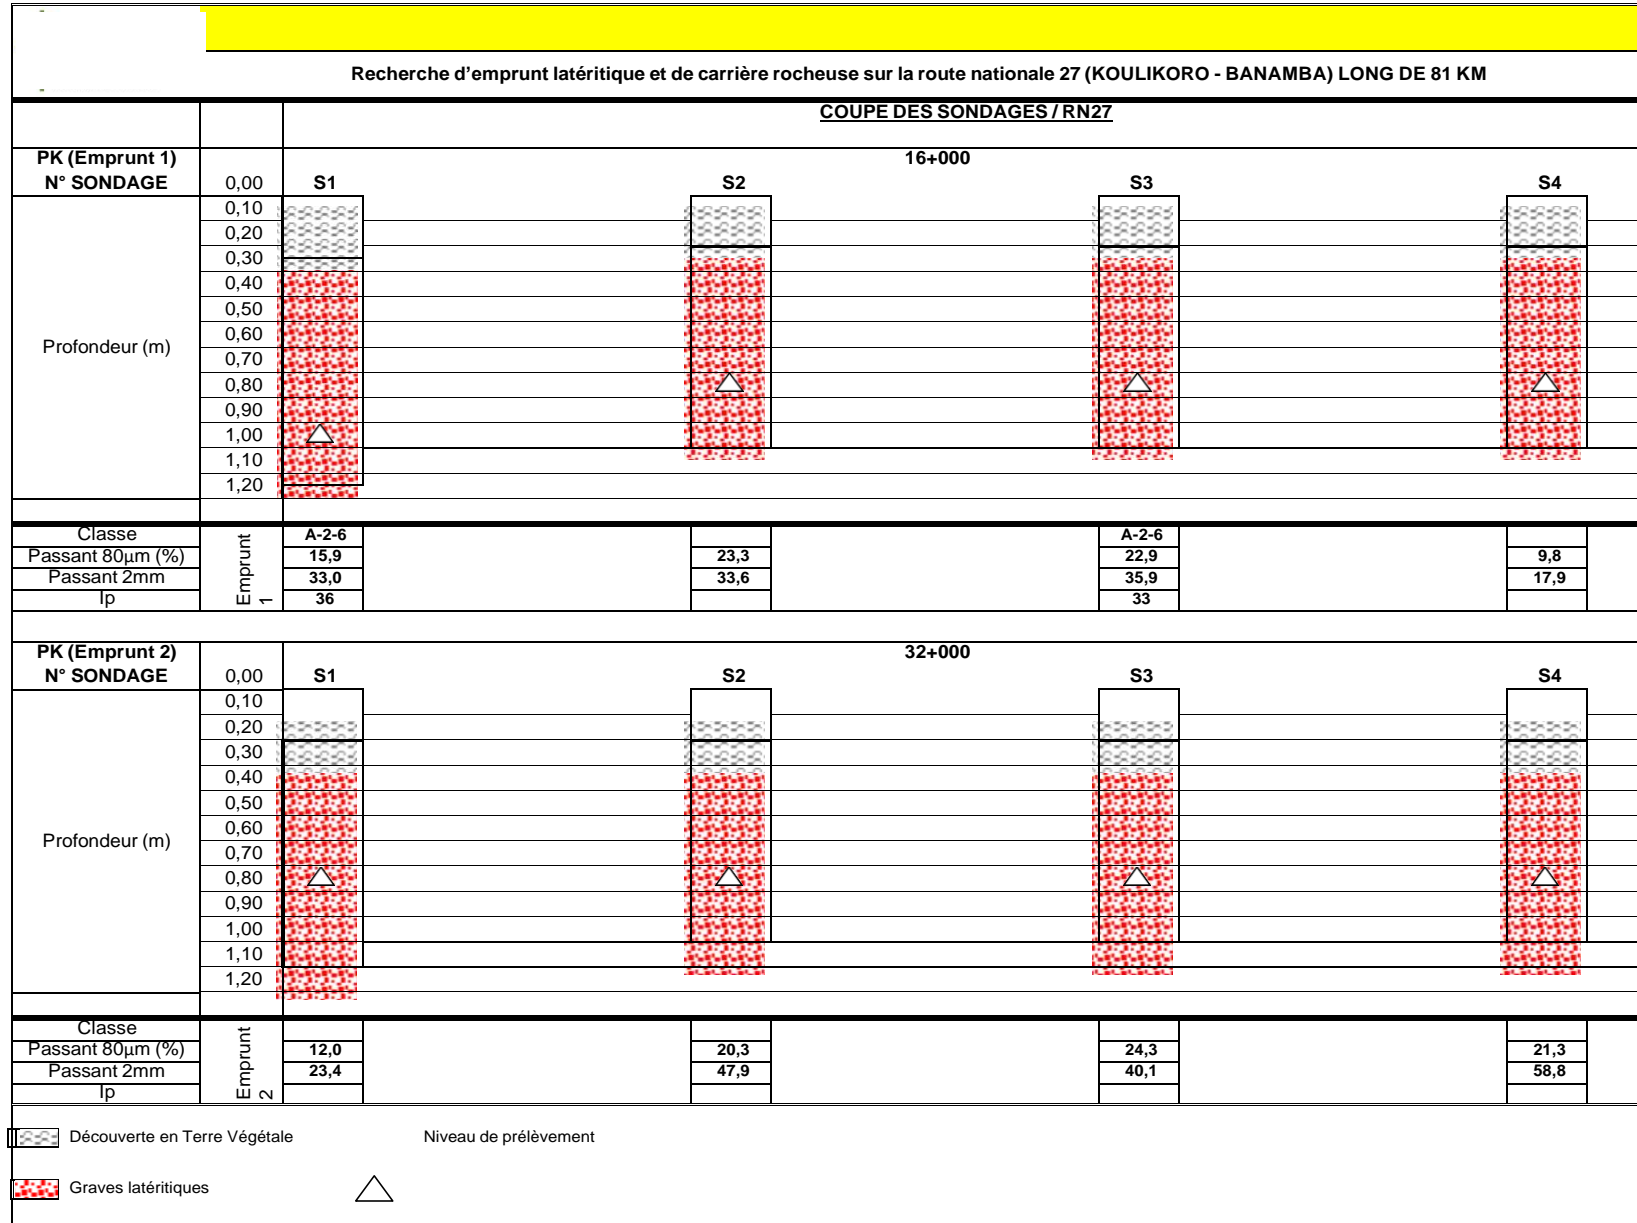 Recherche d'emprunt latéritique et de carrière rocheuse sur la route nationale 27 (KOULIKORO - BANAMBA) LONG DE 81 KM
COUPE DES SONDAGES / RN27
PK (Emprunt 1) 16+000
N° SONDAGE 0,00 S1 S2 S3 S4
0,10
0,20
0,30
0,40
0,50
0,60
Profondeur (m)
0,70
0,80
0,90
1,00
1,10
1,20
Classe A-2-6 A-2-6
Passant 80µm (%) 15,9 23,3 22,9 9,8
Passant 2mm 33,0 33,6 35,9 17,9
Ip 36 33
Emprunt
1
PK (Emprunt 2) 32+000
N° SONDAGE 0,00 S1 S2 S3 S4
0,10
0,20
0,30
0,40
0,50
0,60
Profondeur (m)
0,70
0,80
0,90
1,00
1,10
1,20
Classe
Passant 80µm (%) 12,0 20,3 24,3 21,3
Passant 2mm 23,4 47,9 40,1 58,8
Ip
Emprunt
2
Découverte en Terre Végétale Niveau de prélèvement
Graves latéritiques